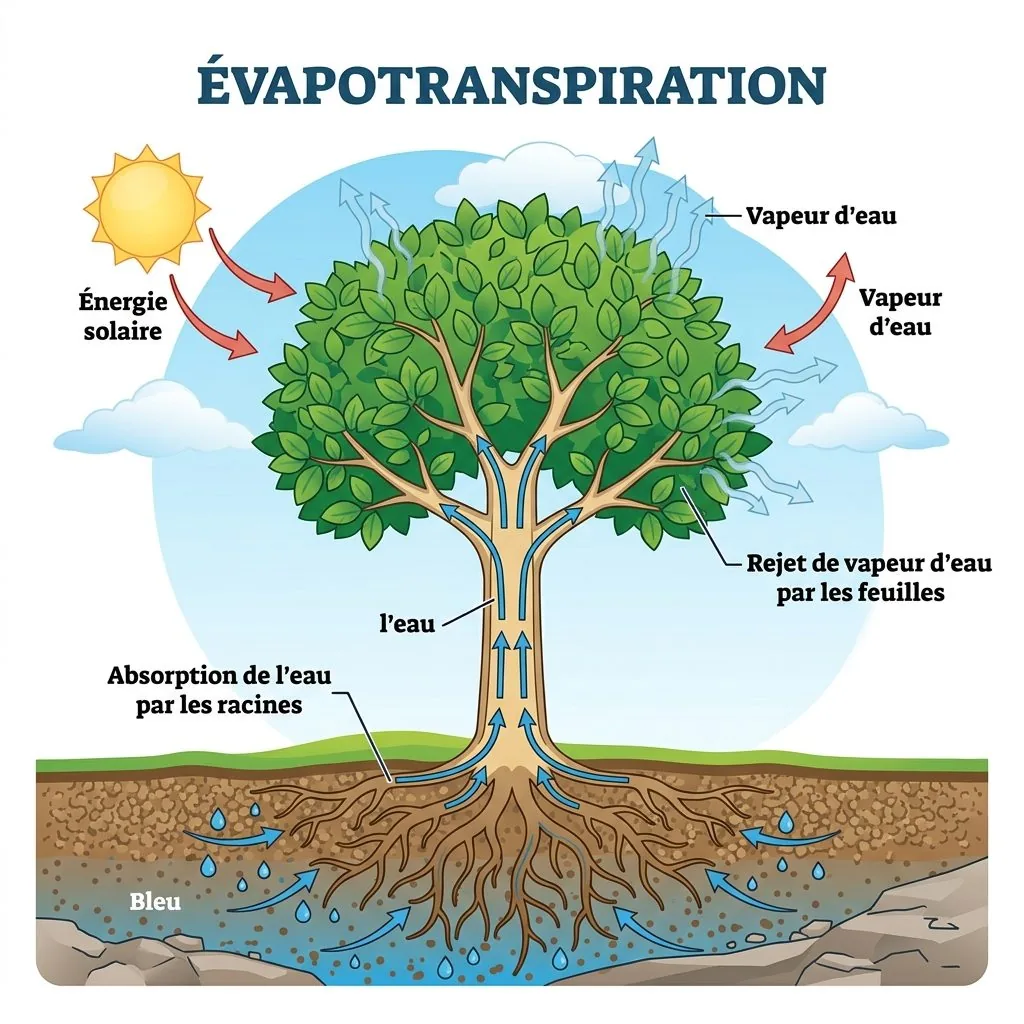 ÉVAPOTRANSPIRATION
Énergie
solaire
Vapeur d'eau
Vapeur
d'eau
Rejet de vapeur d'eau
par les feuilles
l'eau
Absorption de l'eau
par les racines
Bleu